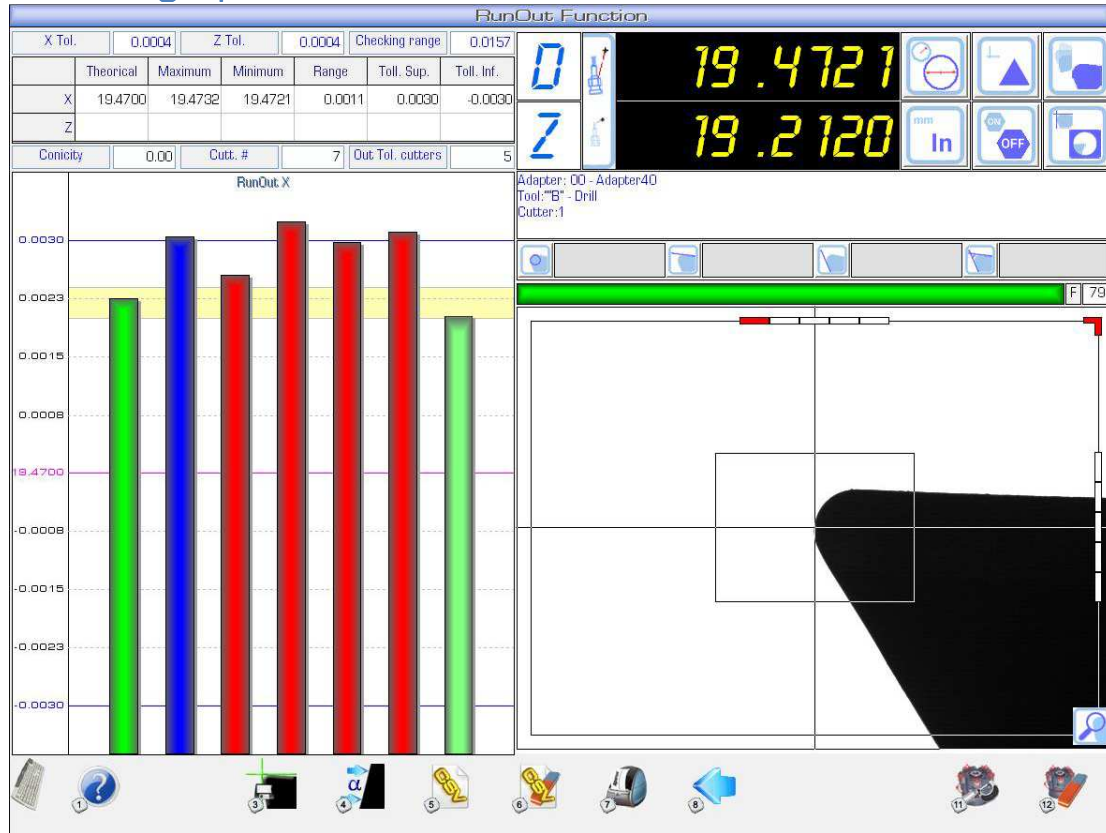 RunOut Function
X Tol. 0.0004 Z Tol. 0.0004 Checking range 0.0157
Theorical Maximum Minimum Range Toll. Sup. Toll. Inf.
X 19.4700 19.4732 19.4721 0.0011 0.0030 -0.0030
Z
Conicity 0.00 Cutt. # 7 Out Tol. cutters 5
D 19.4721
Z 19.2120
mm In
ON OFF
Adapter: 00 - Adapter40
Tool:""B" - Drill
Cutter:1
F 79
RunOut X
0.0030
0.0023
0.0015
0.0008
19.4700
-0.0008
-0.0015
-0.0023
-0.0030
1 ? 3 4 α 5 OSL 6 OSL 7 8 11 12